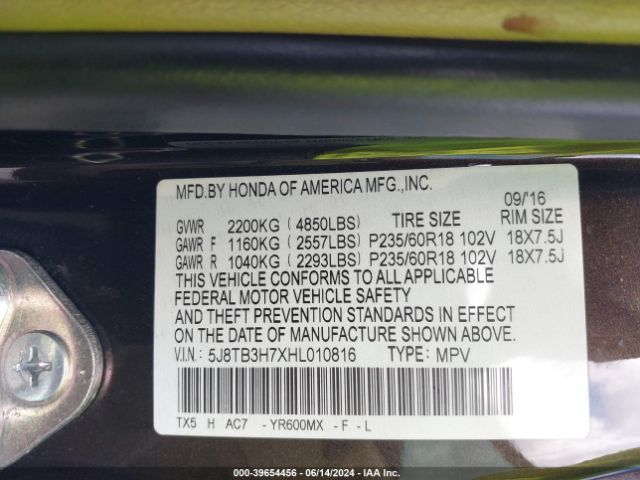 MFD.BY HONDA OF AMERICA MFG.,INC.
09/'16
GVWR 2200KG (4850LBS) TIRE SIZE RIM SIZE
GAWR F 1160KG (2557LBS) P235/60R18 102V 18X7.5J
GAWR R 1040KG (2293LBS) P235/60R18 102V 18X7.5J
THIS VEHICLE CONFORMS TO ALL APPLICABLE
FEDERAL MOTOR VEHICLE SAFETY
AND THEFT PREVENTION STANDARDS IN EFFECT
ON THE DATE OF MANUFACTURE SHOWN ABOVE.
V.I.N.: 5J8TB3H7XHL010816 TYPE: MPV
TX5 H AC7 - YR600MX - F - L
000-39654456 - 06/14/2024 - IAA Inc.